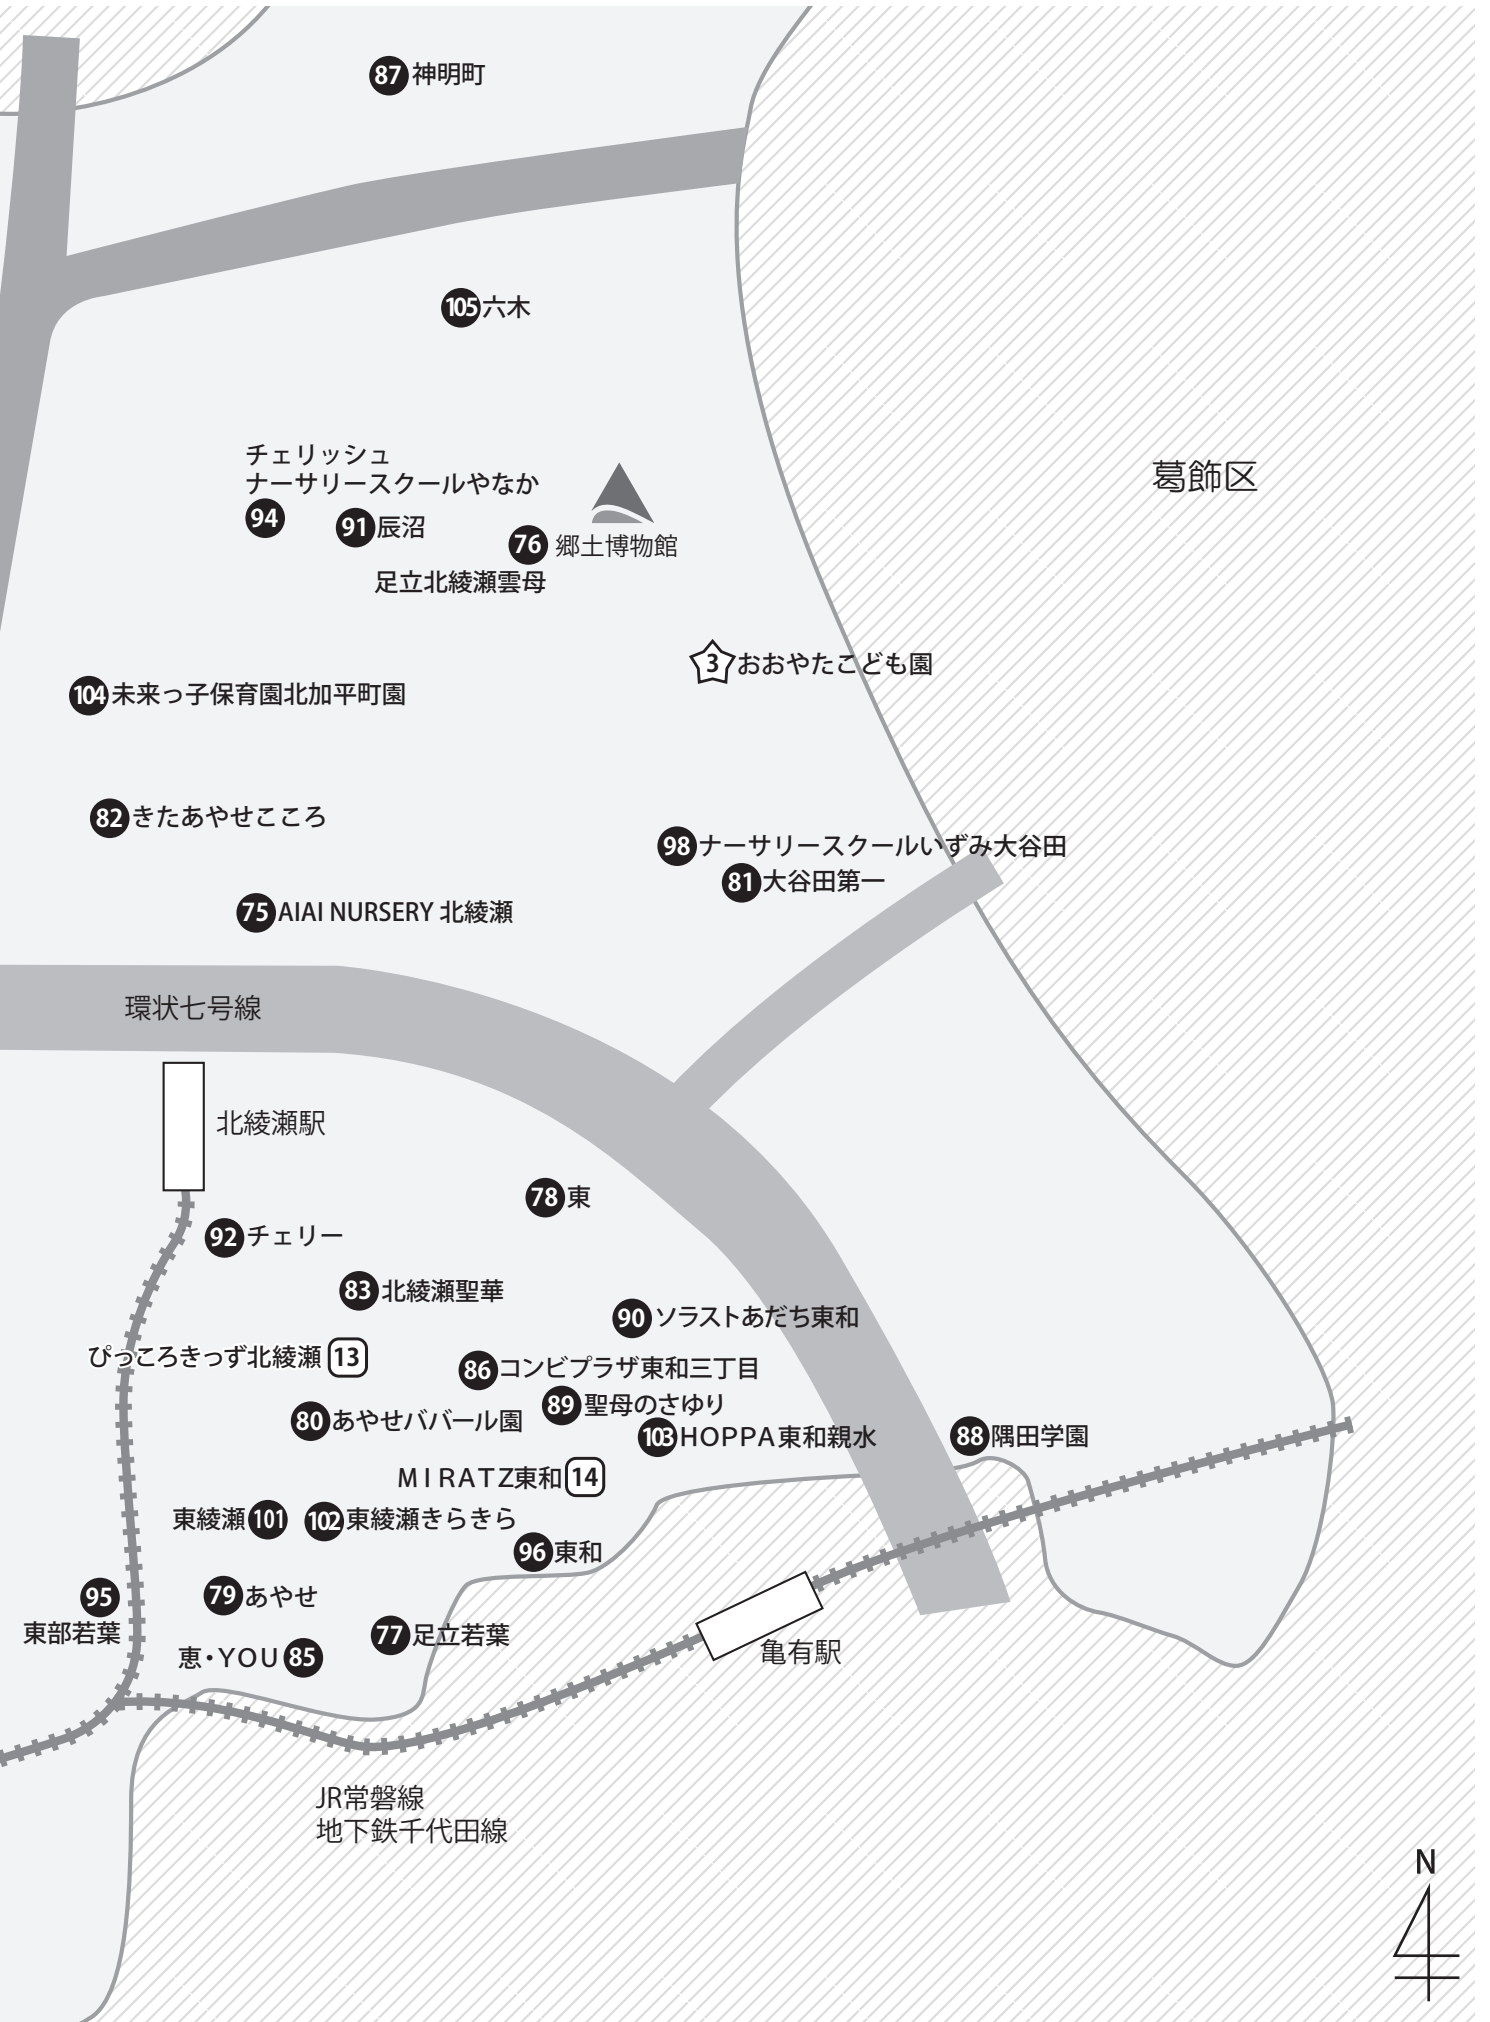 87 神明町
105 六木
チェリッシュ
ナーサリースクールやなか
94
91 辰沼
76
郷土博物館
足立北綾瀬雲母
葛飾区
3 おおやたこども園
104 未来っ子保育園北加平町園
82 きたあやせこころ
98 ナーサリースクールいずみ大谷田
81 大谷田第一
75 AIAI NURSERY 北綾瀬
環状七号線
北綾瀬駅
78 東
92 チェリー
83 北綾瀬聖華
90 ソラストあだち東和
ぴっころきっず北綾瀬 13
86 コンビプラザ東和三丁目
89 聖母のさゆり
80 あやせババール園
103 HOPPA東和親水
88 隅田学園
MIRATZ東和 14
東綾瀬 101
102 東綾瀬きらきら
96 東和
95
東部若葉
79 あやせ
77 足立若葉
恵・YOU 85
亀有駅
JR常磐線
地下鉄千代田線
N